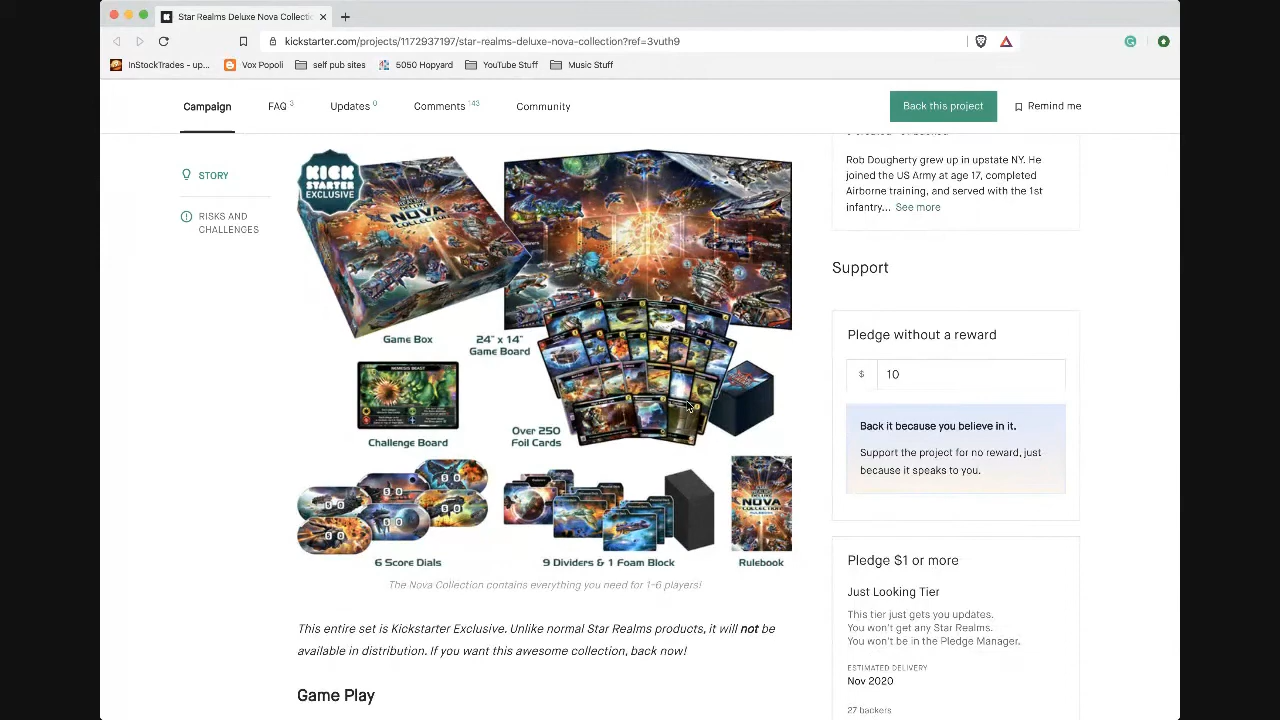 Star Realms Deluxe Nova Collectic
kickstarter.com/projects/1172937197/star-realms-deluxe-nova-collection?ref=3vuth9
InStockTrades - up...
Vox Popoli
self pub sites
5050 Hopyard
YouTube Stuff
Music Stuff
Campaign
FAQ 3
Updates 0
Comments 143
Community
Back this project
Remind me
STORY
RISKS AND
CHALLENGES
KICK
STARTER
EXCLUSIVE
NOVA
COLLECTION
Game Box
24" x 14"
Game Board
NEMESIS BEAST
Challenge Board
Over 250
Foil Cards
6 Score Dials
9 Dividers & 1 Foam Block
NOVA
Rulebook
The Nova Collection contains everything you need for 1-6 players!
This entire set is Kickstarter Exclusive. Unlike normal Star Realms products, it will not be
available in distribution. If you want this awesome collection, back now!
Game Play
Rob Dougherty grew up in upstate NY. He
joined the US Army at age 17, completed
Airborne training, and served with the 1st
infantry... See more
Support
Pledge without a reward
$ 10
Back it because you believe in it.
Support the project for no reward, just
because it speaks to you.
Pledge $1 or more
Just Looking Tier
This tier just gets you updates.
You won't get any Star Realms.
You won't be in the Pledge Manager.
ESTIMATED DELIVERY
Nov 2020
27 backers